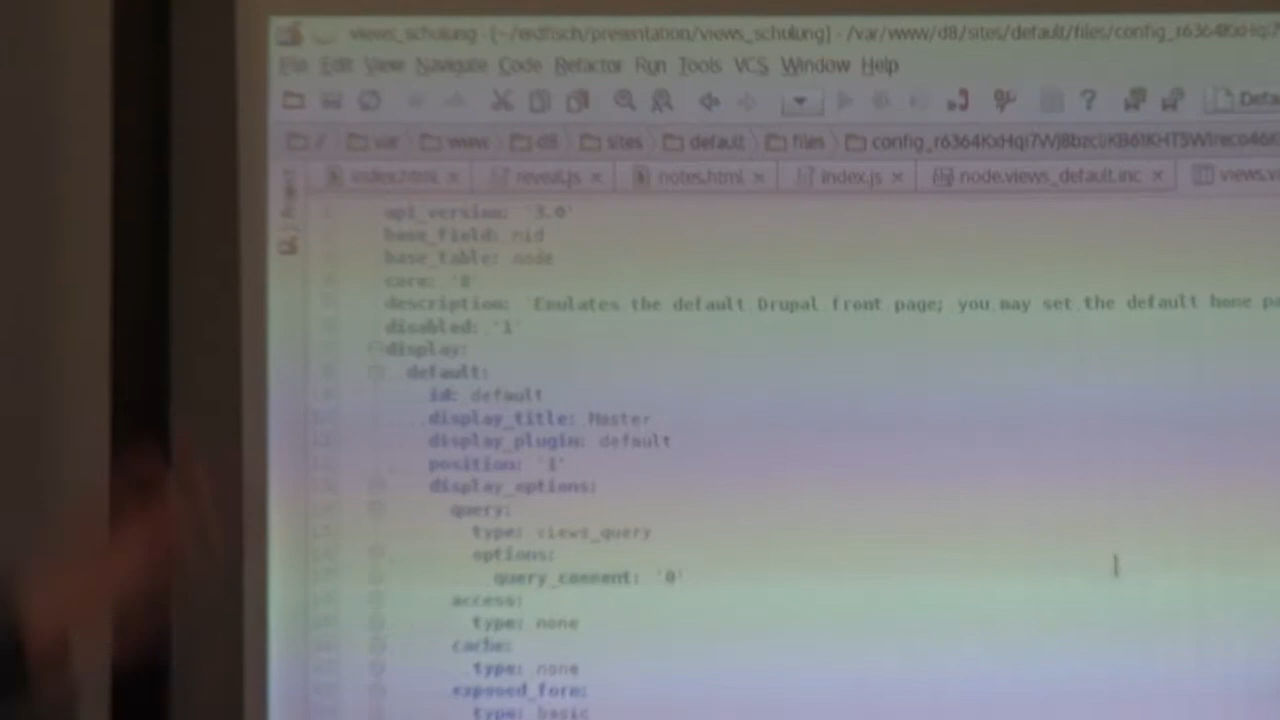 views_schulung - [~/erdfisch/presentation/views_schulung] - /var/www/d8/sites/default/files/config_r6364KxHqi7
File Edit View Navigate Code Refactor Run Tools VCS Window Help
/ var www d8 sites default files
index.html reveal.js notes.html index.js node.views_default.inc
Project
api_version: '3.0'
base_field: nid
base_table: node
core: '8'
description: 'Emulates the default Drupal front page; you may set the default home
disabled: '1'
display:
default:
id: default
display_title: Master
display_plugin: default
position: '1'
display_options:
query:
type: views_query
options:
query_comment: '0'
access:
type: none
cache:
type: none
exposed_form:
type: basic